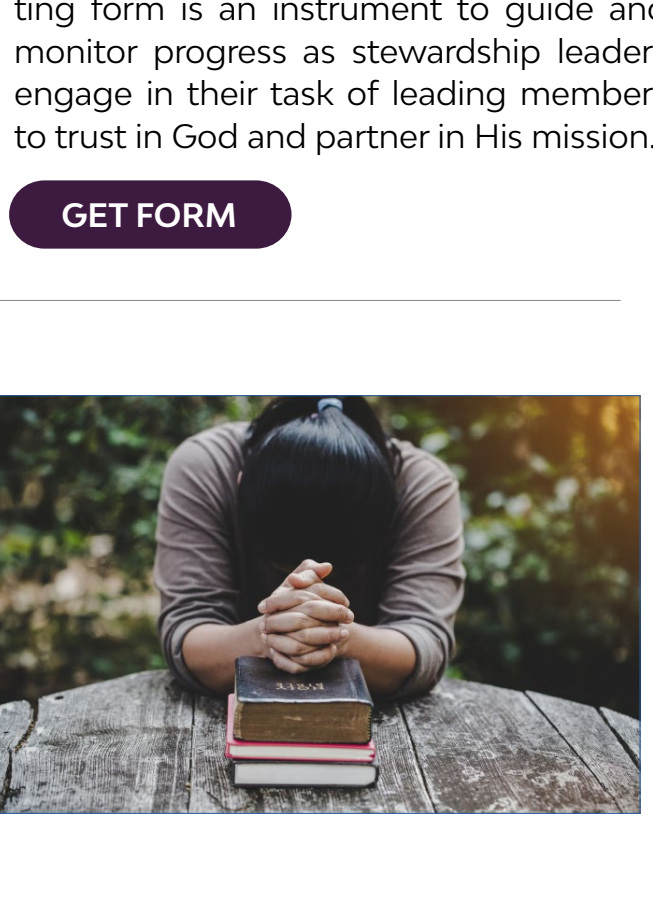 ting form is an instrument to guide and
monitor progress as stewardship leader
engage in their task of leading member
to trust in God and partner in His mission.
GET FORM